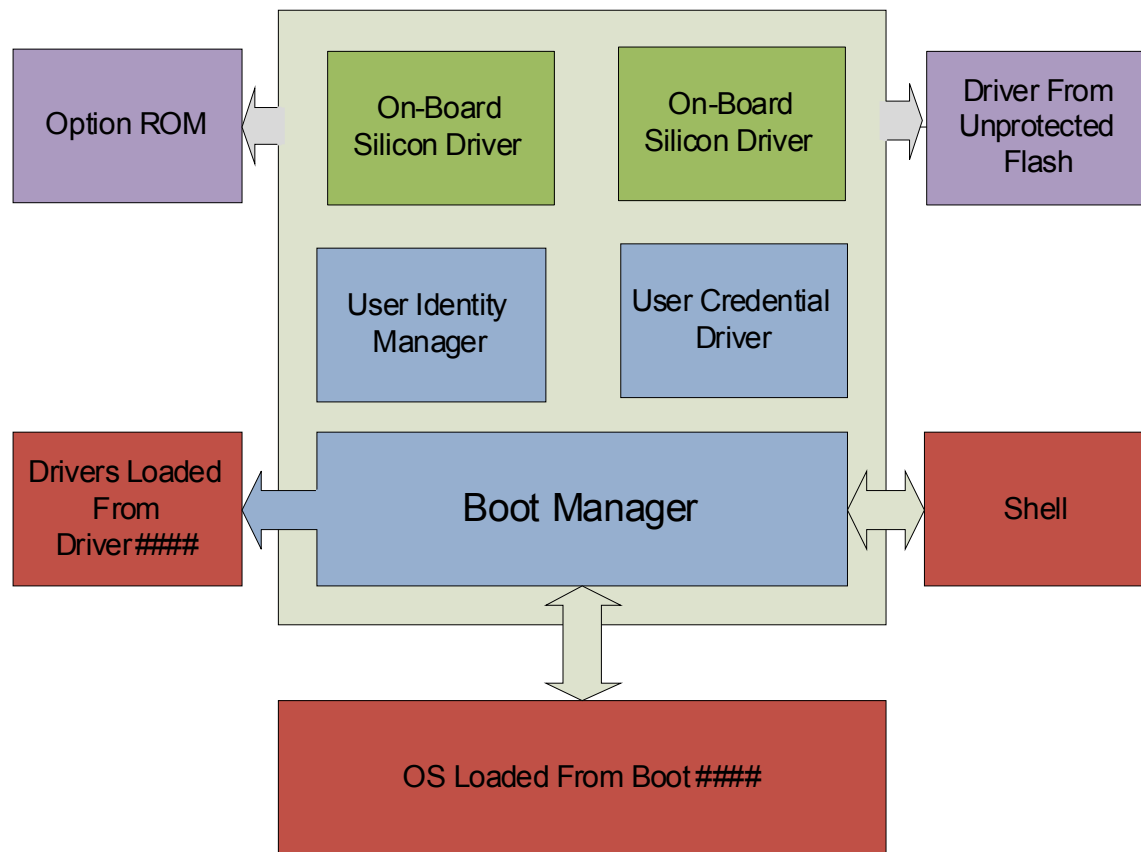 Option ROM
On-Board
Silicon Driver
On-Board
Silicon Driver
Driver From
Unprotected
Flash
User Identity
Manager
User Credential
Driver
Drivers Loaded
From
Driver####
Boot Manager
Shell
OS Loaded From Boot ####